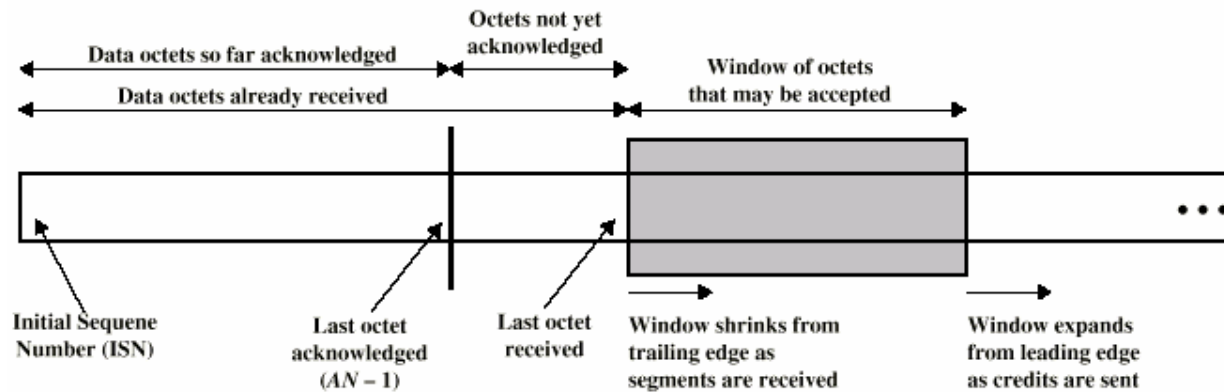 Octets not yet
acknowledged
Data octets so far acknowledged
Window of octets
that may be accepted
Data octets already received
•••
Initial Sequene
Number (ISN)
Last octet
acknowledged
(AN – 1)
Last octet
received
Window shrinks from
trailing edge as
segments are received
Window expands
from leading edge
as credits are sent